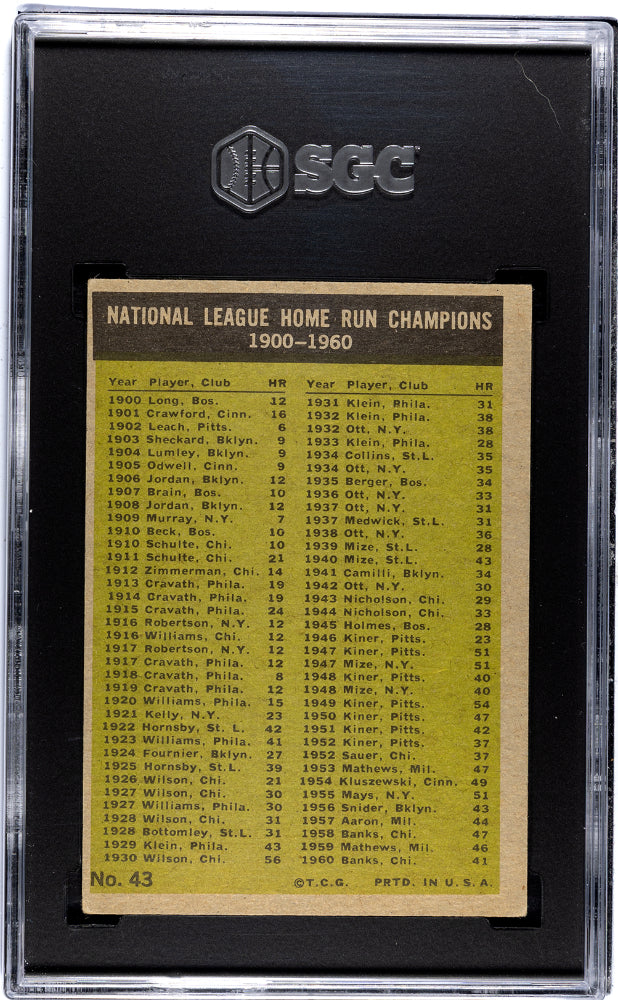 SGC
NATIONAL LEAGUE HOME RUN CHAMPIONS
1900–1960
Year Player, Club HR
1900 Long, Bos. 12
1901 Crawford, Cinn. 16
1902 Leach, Pitts. 6
1903 Sheckard, Bklyn. 9
1904 Lumley, Bklyn. 9
1905 Odwell, Cinn. 9
1906 Jordan, Bklyn. 12
1907 Brain, Bos. 10
1908 Jordan, Bklyn. 12
1909 Murray, N.Y. 7
1910 Beck, Bos. 10
1910 Schulte, Chi. 10
1911 Schulte, Chi. 21
1912 Zimmerman, Chi. 14
1913 Cravath, Phila. 19
1914 Cravath, Phila. 19
1915 Cravath, Phila. 24
1916 Robertson, N.Y. 12
1916 Williams, Chi. 12
1917 Robertson, N.Y. 12
1917 Cravath, Phila. 12
1918 Cravath, Phila. 8
1919 Cravath, Phila. 12
1920 Williams, Phila. 15
1921 Kelly, N.Y. 23
1922 Hornsby, St. L. 42
1923 Williams, Phila. 41
1924 Fournier, Bklyn. 27
1925 Hornsby, St.L. 39
1926 Wilson, Chi. 21
1927 Wilson, Chi. 30
1927 Williams, Phila. 30
1928 Wilson, Chi. 31
1928 Bottomley, St.L. 31
1929 Klein, Phila. 43
1930 Wilson, Chi. 56
Year Player, Club HR
1931 Klein, Phila. 31
1932 Klein, Phila. 38
1932 Ott, N.Y. 38
1933 Klein, Phila. 28
1934 Collins, St.L. 35
1934 Ott, N.Y. 35
1935 Berger, Bos. 34
1936 Ott, N.Y. 33
1937 Ott, N.Y. 31
1937 Medwick, St.L. 31
1938 Ott, N.Y. 36
1939 Mize, St.L. 28
1940 Mize, St.L. 43
1941 Camilli, Bklyn. 34
1942 Ott, N.Y. 30
1943 Nicholson, Chi. 29
1944 Nicholson, Chi. 33
1945 Holmes, Bos. 28
1946 Kiner, Pitts. 23
1947 Kiner, Pitts. 51
1947 Mize, N.Y. 51
1948 Kiner, Pitts. 40
1948 Mize, N.Y. 40
1949 Kiner, Pitts. 54
1950 Kiner, Pitts. 47
1951 Kiner, Pitts. 42
1952 Kiner, Pitts. 37
1952 Sauer, Chi. 37
1953 Mathews, Mil. 47
1954 Kluszewski, Cinn. 49
1955 Mays, N.Y. 51
1956 Snider, Bklyn. 43
1957 Aaron, Mil. 44
1958 Banks, Chi. 47
1959 Mathews, Mil. 46
1960 Banks, Chi. 41
No. 43
©T.C.G. PRTD. IN U.S.A.